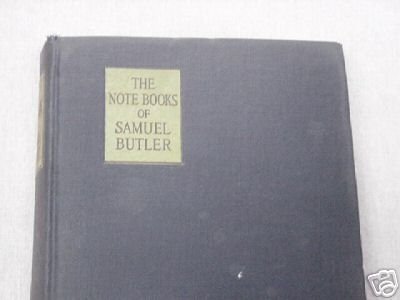 THE
NOTE BOOKS
OF
SAMUEL
BUTLER